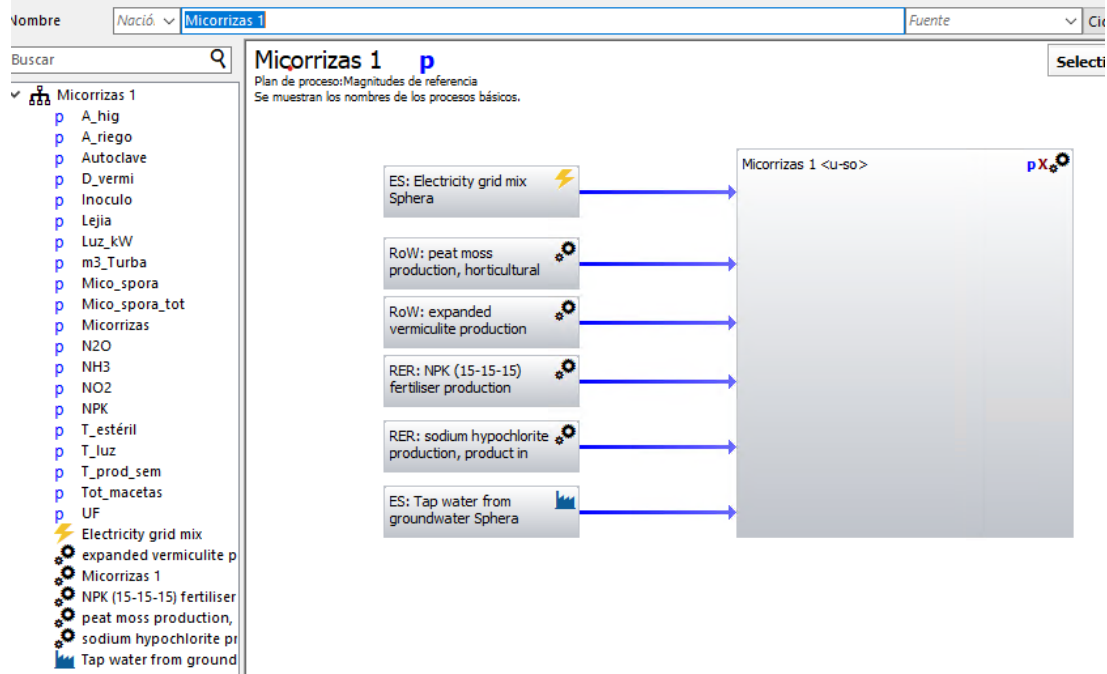 Nombre
Nació.
Micorrizas 1
Fuente
Buscar
Micorrizas 1
A_hig
A_riego
Autoclave
D_vermi
Inoculo
Lejia
Luz_kW
m3_Turba
Mico_spora
Mico_spora_tot
Micorrizas
N2O
NH3
NO2
NPK
T_estéril
T_luz
T_prod_sem
Tot_macetas
UF
Electricity grid mix
expanded vermiculite p
Micorrizas 1
NPK (15-15-15) fertiliser
peat moss production,
sodium hypochlorite pr
Tap water from ground
Micorrizas 1 p
Plan de proceso:Magnitudes de referencia
Se muestran los nombres de los procesos básicos.
Selecti
ES: Electricity grid mix
Sphera
RoW: peat moss
production, horticultural
RoW: expanded
vermiculite production
RER: NPK (15-15-15)
fertiliser production
RER: sodium hypochlorite
production, product in
ES: Tap water from
groundwater Sphera
Micorrizas 1 <u-so> pX